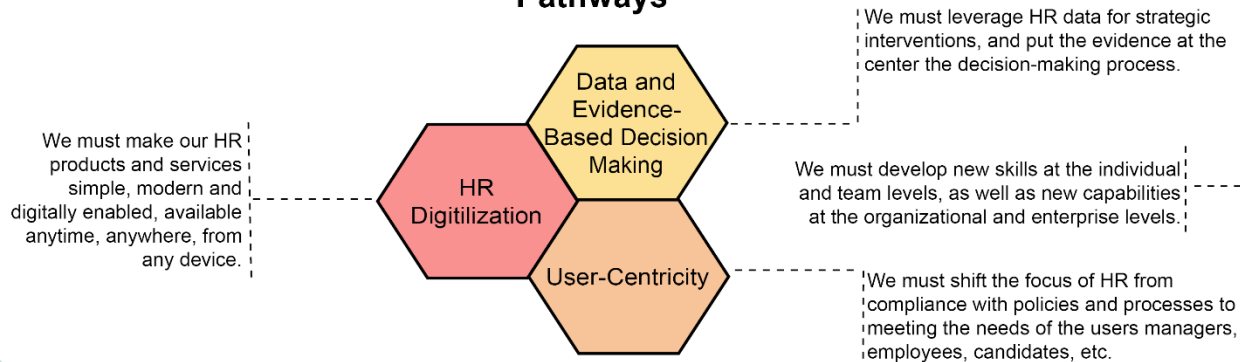 Pathways
We must leverage HR data for strategic
interventions, and put the evidence at the
center the decision-making process.
Data and
Evidence-
Based Decision
Making
We must make our HR
products and services
simple, modern and
digitally enabled, available
anytime, anywhere, from
any device.
HR
Digitilization
We must develop new skills at the individual
and team levels, as well as new capabilities
at the organizational and enterprise levels.
User-Centricity
We must shift the focus of HR from
compliance with policies and processes to
meeting the needs of the users managers,
employees, candidates, etc.